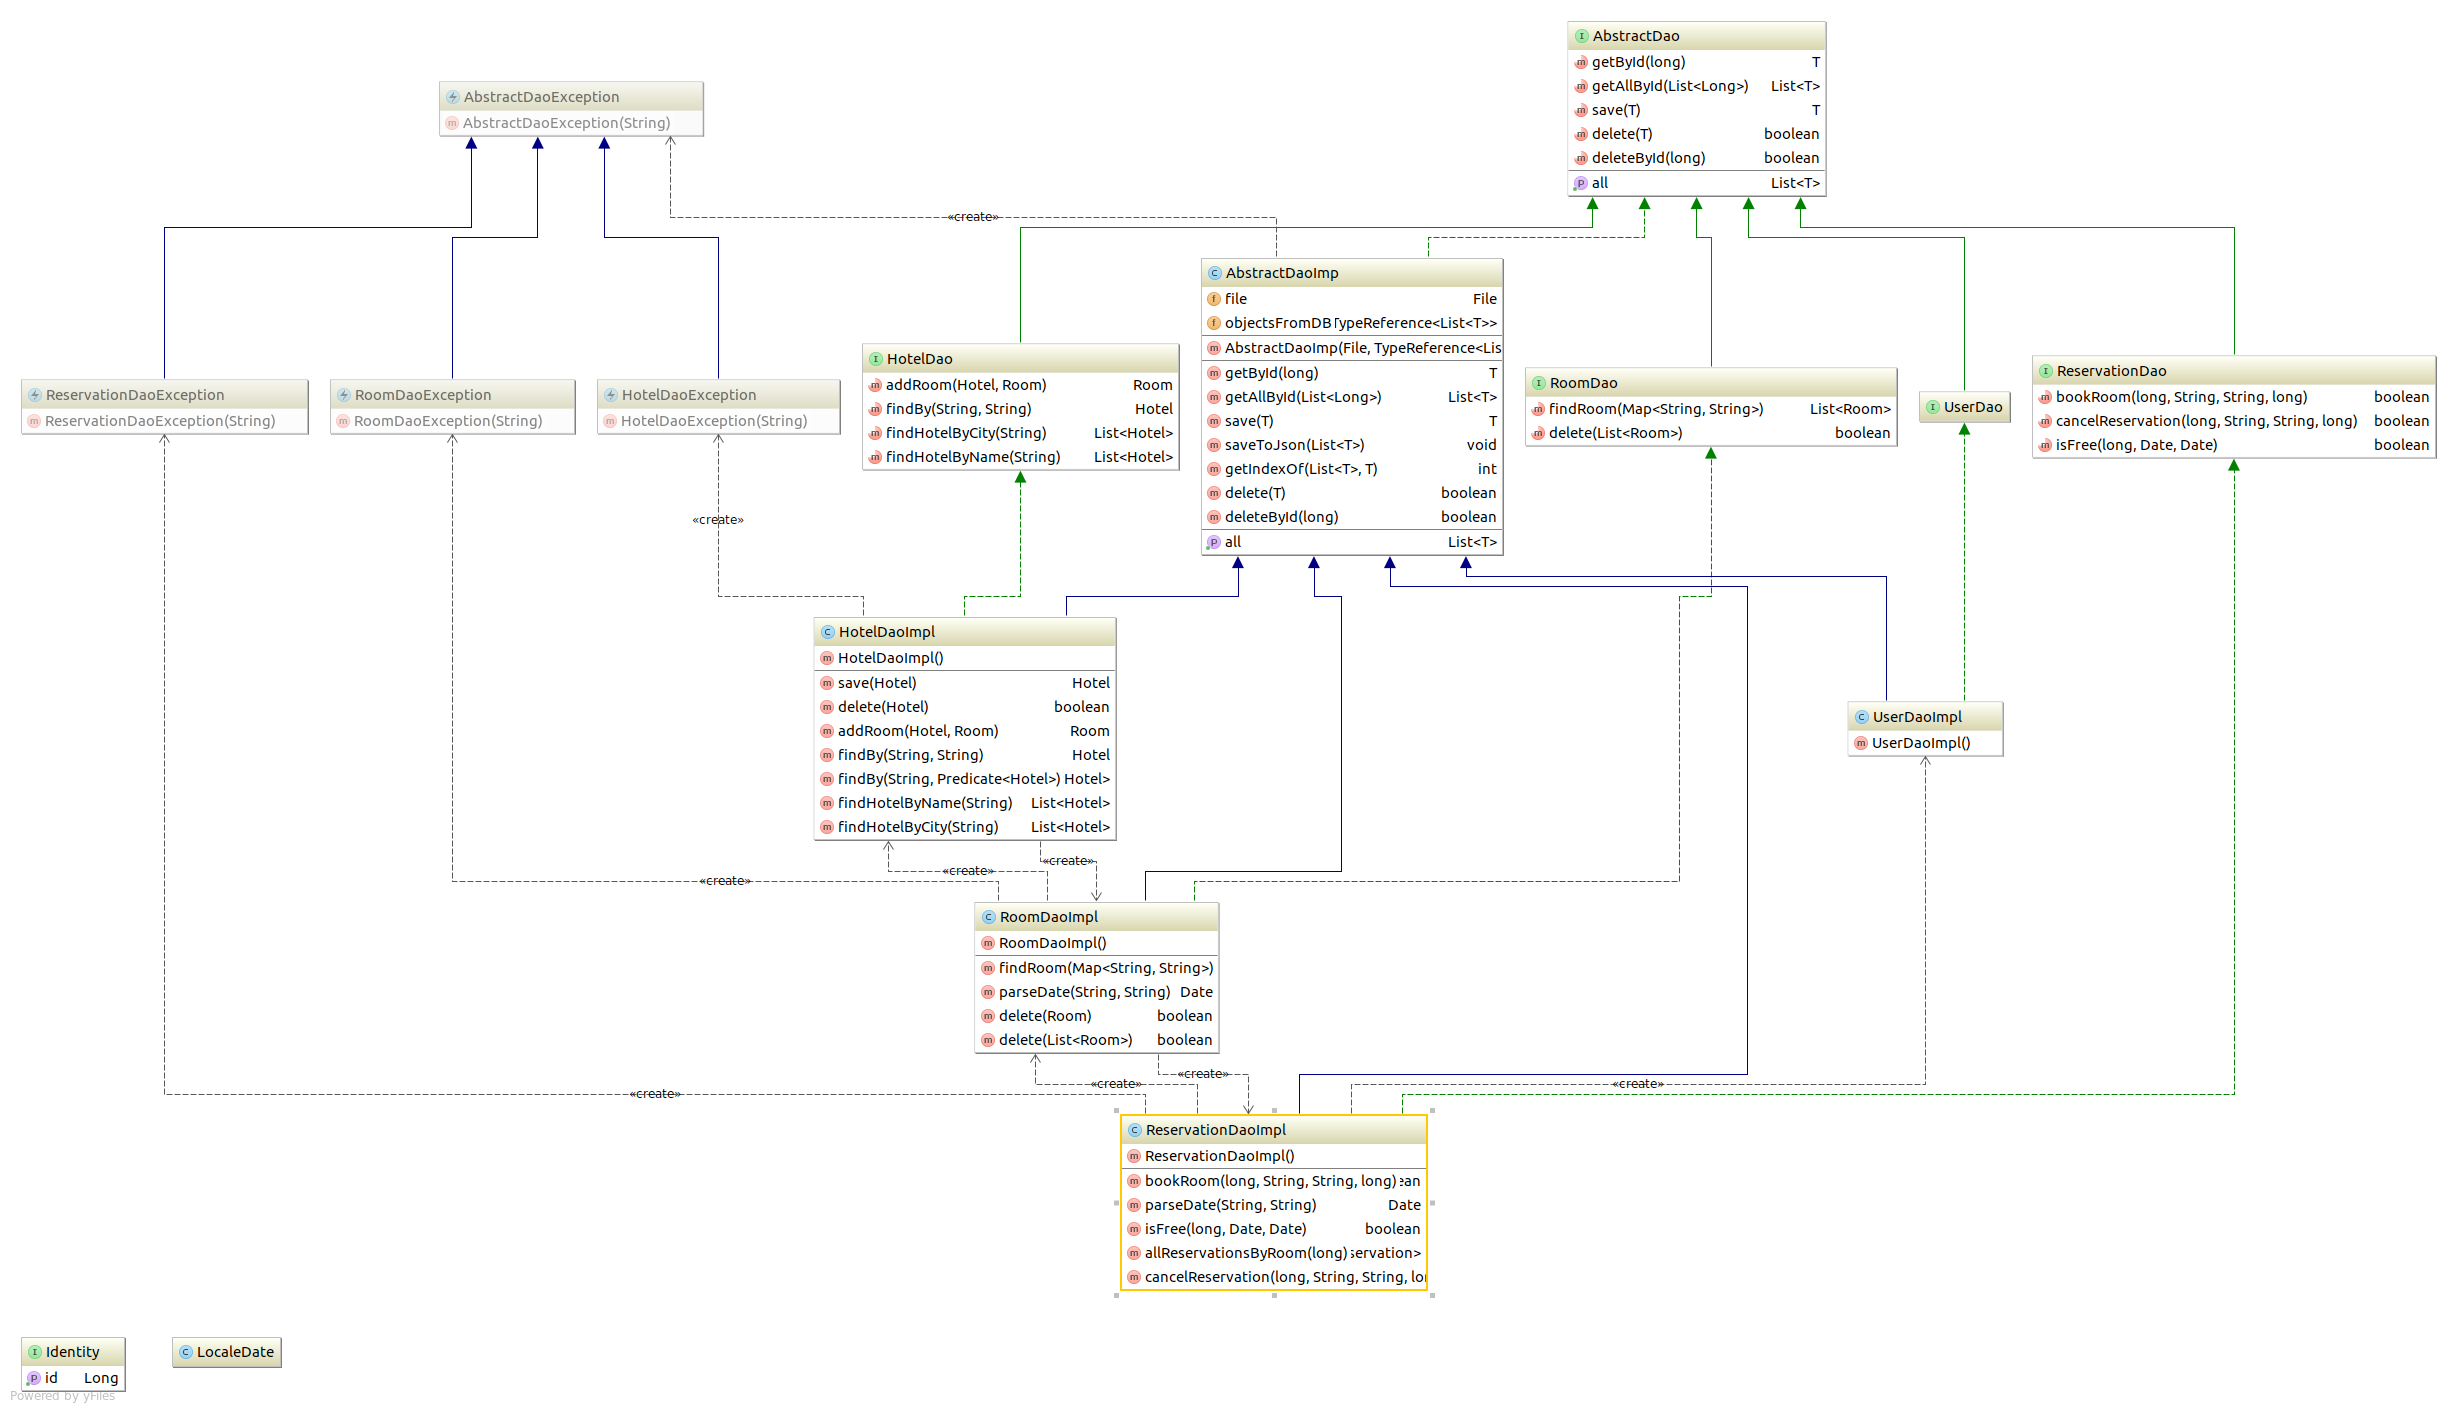 AbstractDao
getById(long) T
getAllById(List<Long>) List<T>
save(T) T
delete(T) boolean
deleteById(long) boolean
all List<T>
AbstractDaoException
AbstractDaoException(String)
«create»
AbstractDaoImp
file File
objectsFromDB TypeReference<List<T>>
AbstractDaoImp(File, TypeReference<Lis
getById(long) T
getAllById(List<Long>) List<T>
save(T) T
saveToJson(List<T>) void
getIndexOf(List<T>, T) int
delete(T) boolean
deleteById(long) boolean
all List<T>
HotelDao
addRoom(Hotel, Room) Room
findBy(String, String) Hotel
findHotelByCity(String) List<Hotel>
findHotelByName(String) List<Hotel>
RoomDao
findRoom(Map<String, String>) List<Room>
delete(List<Room>) boolean
UserDao
ReservationDao
bookRoom(long, String, String, long) boolean
cancelReservation(long, String, String, long) boolean
isFree(long, Date, Date) boolean
ReservationDaoException
ReservationDaoException(String)
RoomDaoException
RoomDaoException(String)
HotelDaoException
HotelDaoException(String)
«create»
HotelDaoImpl
HotelDaoImpl()
save(Hotel) Hotel
delete(Hotel) boolean
addRoom(Hotel, Room) Room
findBy(String, String) Hotel
findBy(String, Predicate<Hotel>) Hotel>
findHotelByName(String) List<Hotel>
findHotelByCity(String) List<Hotel>
UserDaoImpl
UserDaoImpl()
«create»
«create»
«create»
RoomDaoImpl
RoomDaoImpl()
findRoom(Map<String, String>)
parseDate(String, String) Date
delete(Room) boolean
delete(List<Room>) boolean
«create»
«create»
«create»
«create»
ReservationDaoImpl
ReservationDaoImpl()
bookRoom(long, String, String, long) ean
parseDate(String, String) Date
isFree(long, Date, Date) boolean
allReservationsByRoom(long) servation>
cancelReservation(long, String, String, lon
Identity
id Long
LocaleDate
Powered by yFiles